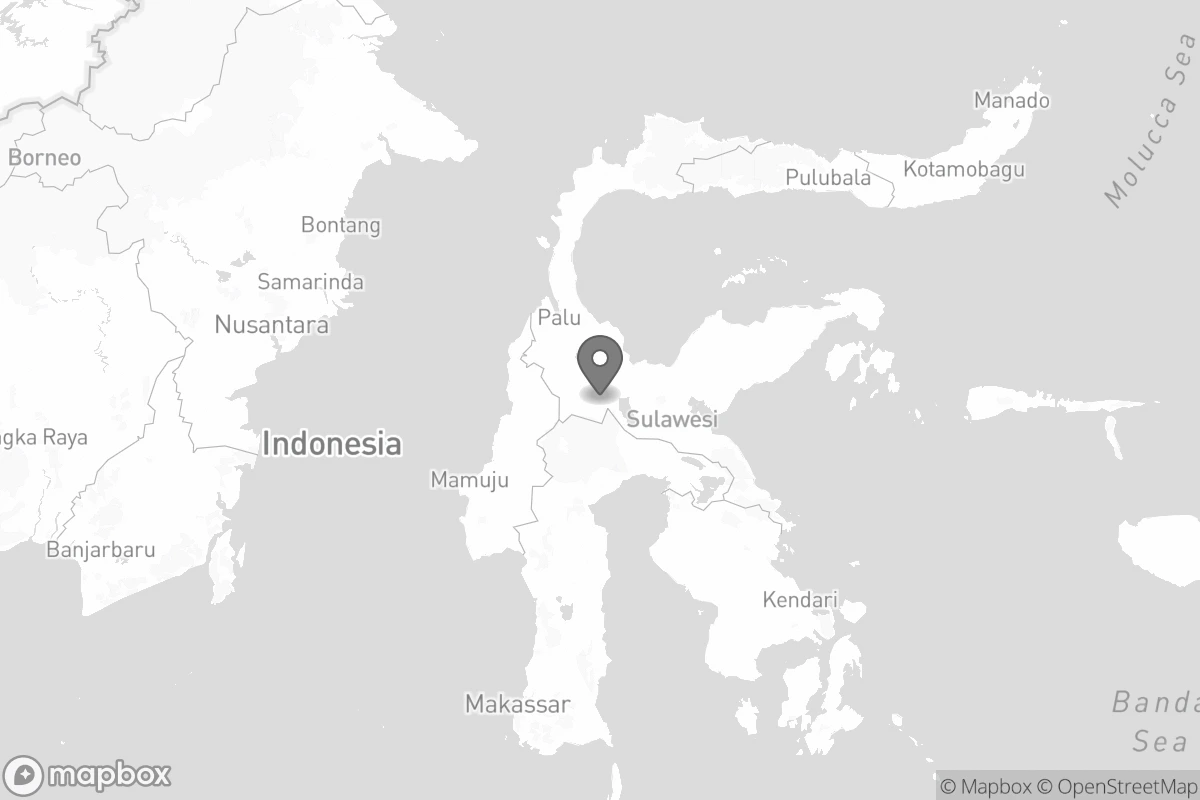 Molucca Sea
Manado
Borneo
Kotamobagu
Pulubala
Bontang
Samarinda
Nusantara
Palu
Sulawesi
gka Raya
Indonesia
Mamuju
Banjarbaru
Kendari
Makassar
Banda
Sea
mapbox
© Mapbox © OpenStreetMap